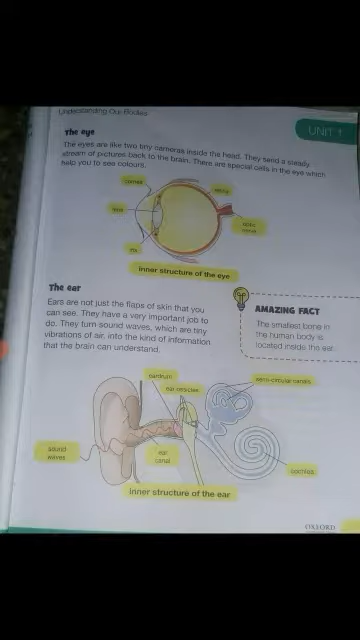 Understanding Our Bodies
UNIT 1
The eye
The eyes are like two tiny cameras inside the head. They send a steady
stream of pictures back to the brain. There are special cells in the eye which
help you to see colours.
cornea
retina
lens
optic
nerve
iris
Inner structure of the eye
The ear
Ears are not just the flaps of skin that you
can see. They have a very important job to
do. They turn sound waves, which are tiny
vibrations of air, into the kind of information
that the brain can understand.
AMAZING FACT
The smallest bone in
the human body is
located inside the ear.
eardrum
ear ossicles
semi-circular canals
sound
waves
ear
canal
cochlea
Inner structure of the ear
OXFORD